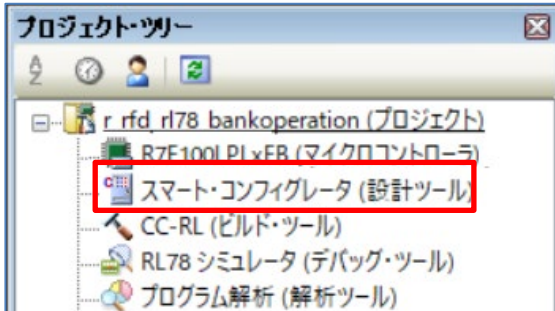 プロジェクト・ツリー
r_rfd_rl78_bankoperation (プロジェクト)
R7F100LPLxFB (マイクロコントローラ)
スマート・コンフィグレータ (設計ツール)
CC-RL (ビルド・ツール)
RL78 シミュレータ (デバッグ・ツール)
プログラム解析 (解析ツール)